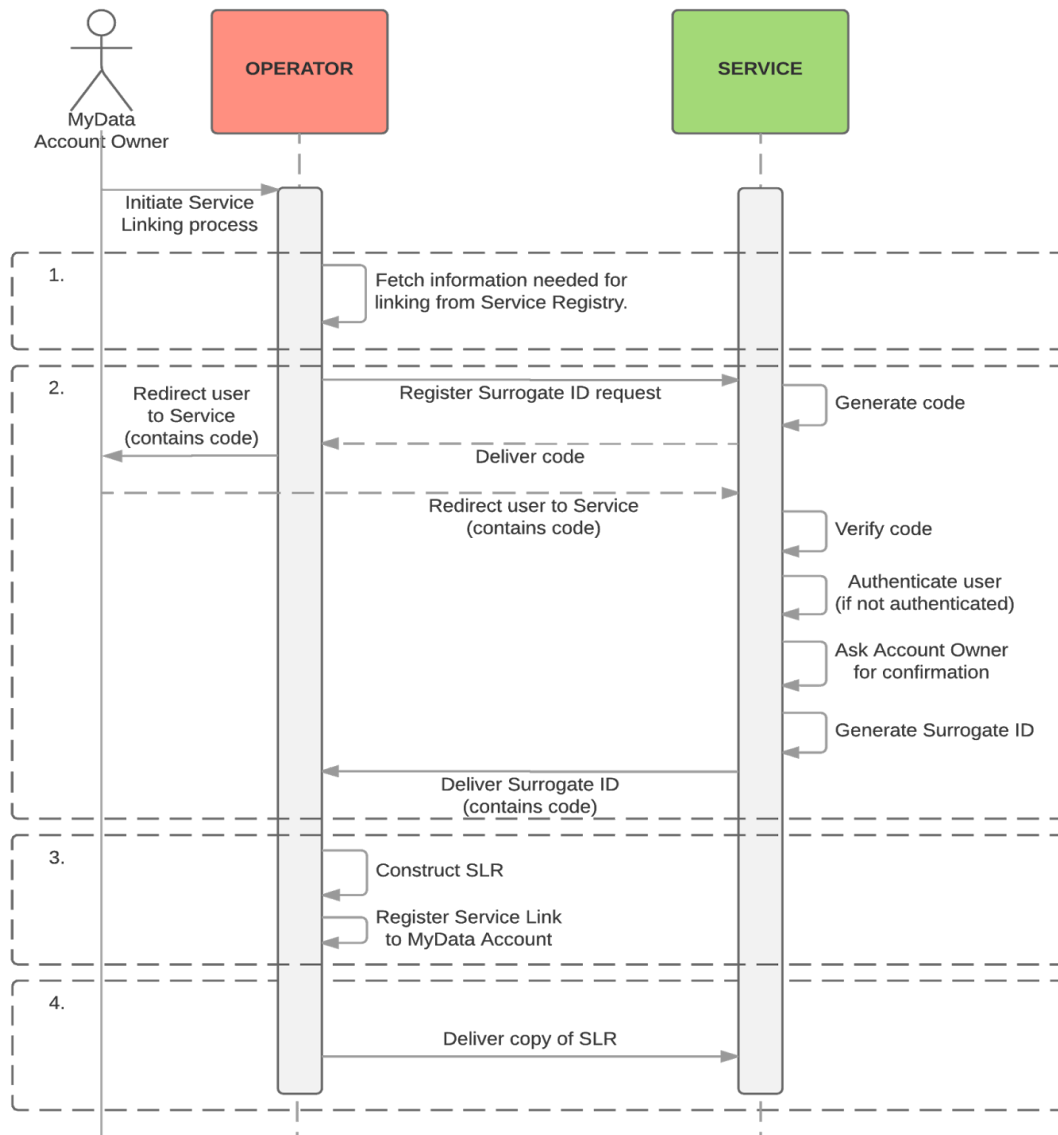 MyData
Account Owner
OPERATOR
SERVICE
Initiate Service
Linking process
1.
Fetch information needed for
linking from Service Registry.
2.
Redirect user
to Service
(contains code)
Register Surrogate ID request
Generate code
Deliver code
Redirect user to Service
(contains code)
Verify code
Authenticate user
(if not authenticated)
Ask Account Owner
for confirmation
Generate Surrogate ID
Deliver Surrogate ID
(contains code)
3.
Construct SLR
Register Service Link
to MyData Account
4.
Deliver copy of SLR